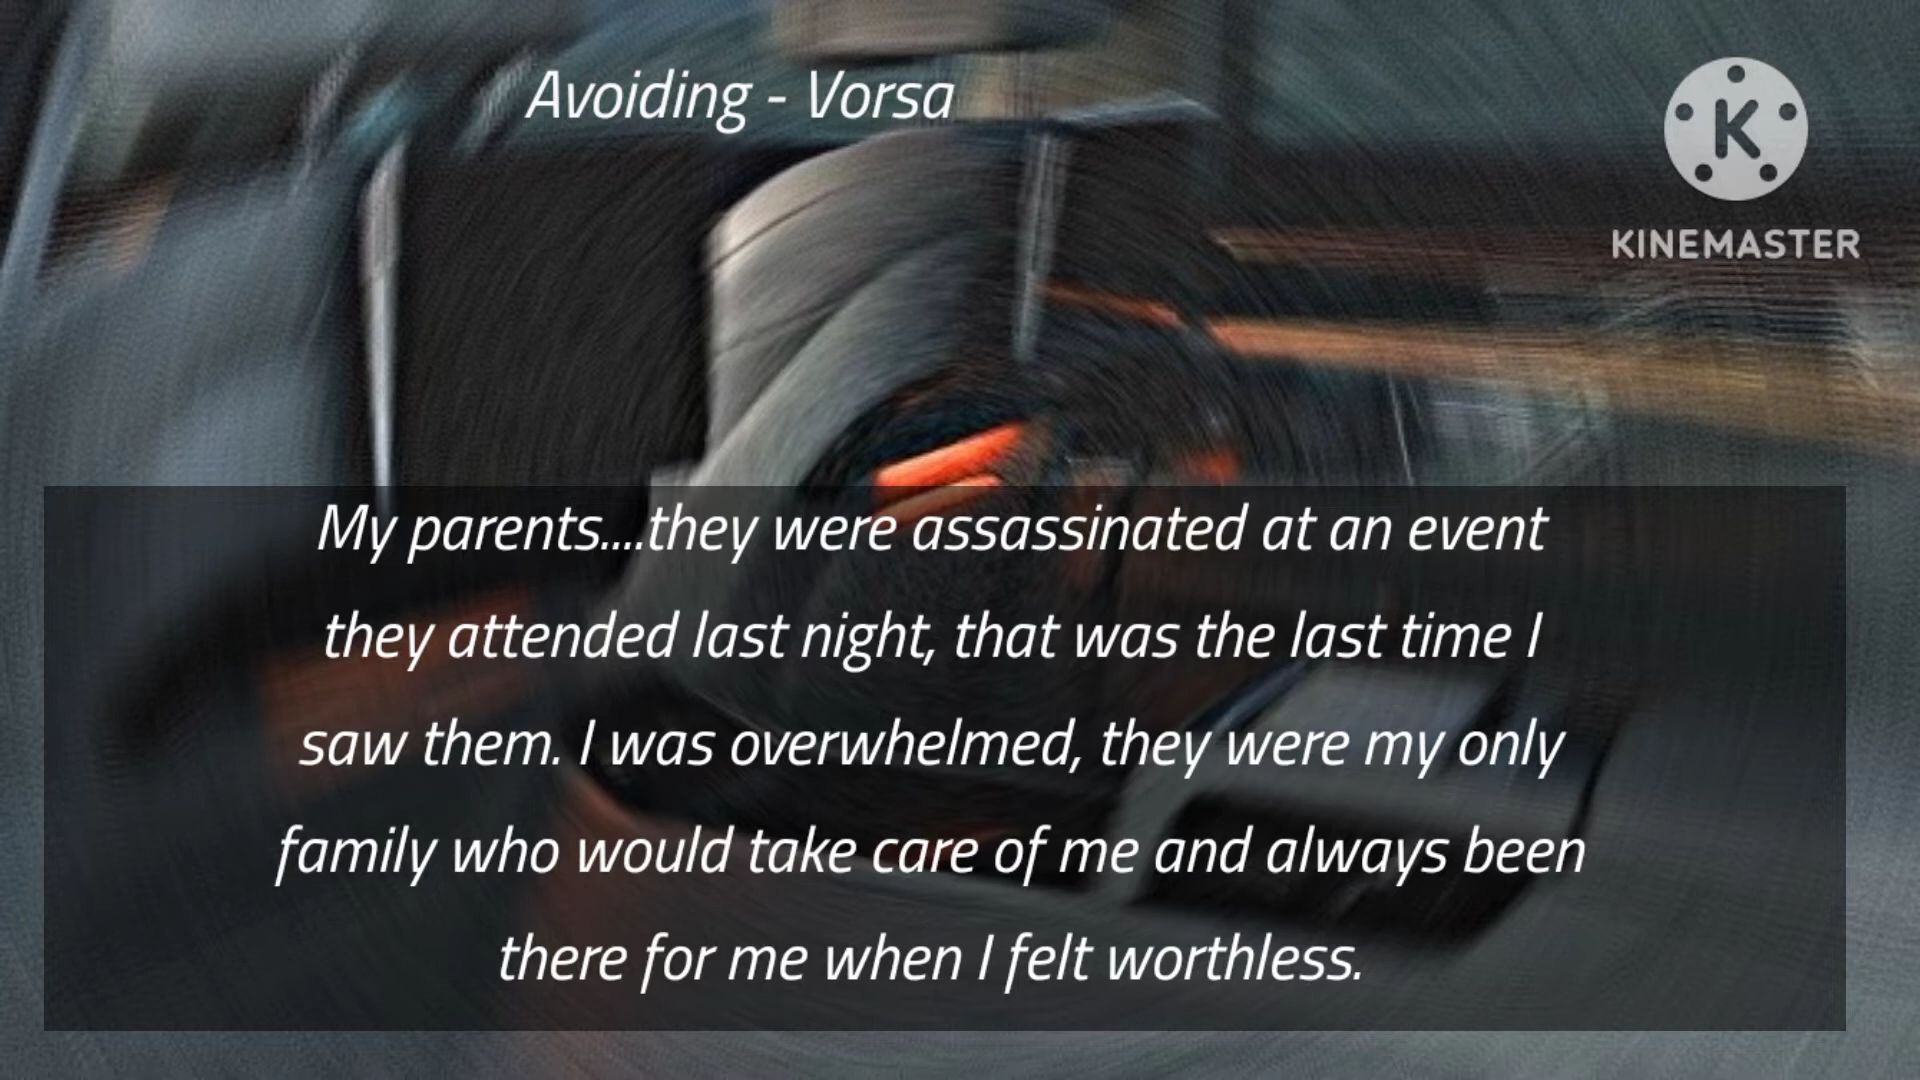 Avoiding - Vorsa
K
KINEMASTER
My parents....they were assassinated at an event
they attended last night, that was the last time I
saw them. I was overwhelmed, they were my only
family who would take care of me and always been
there for me when I felt worthless.